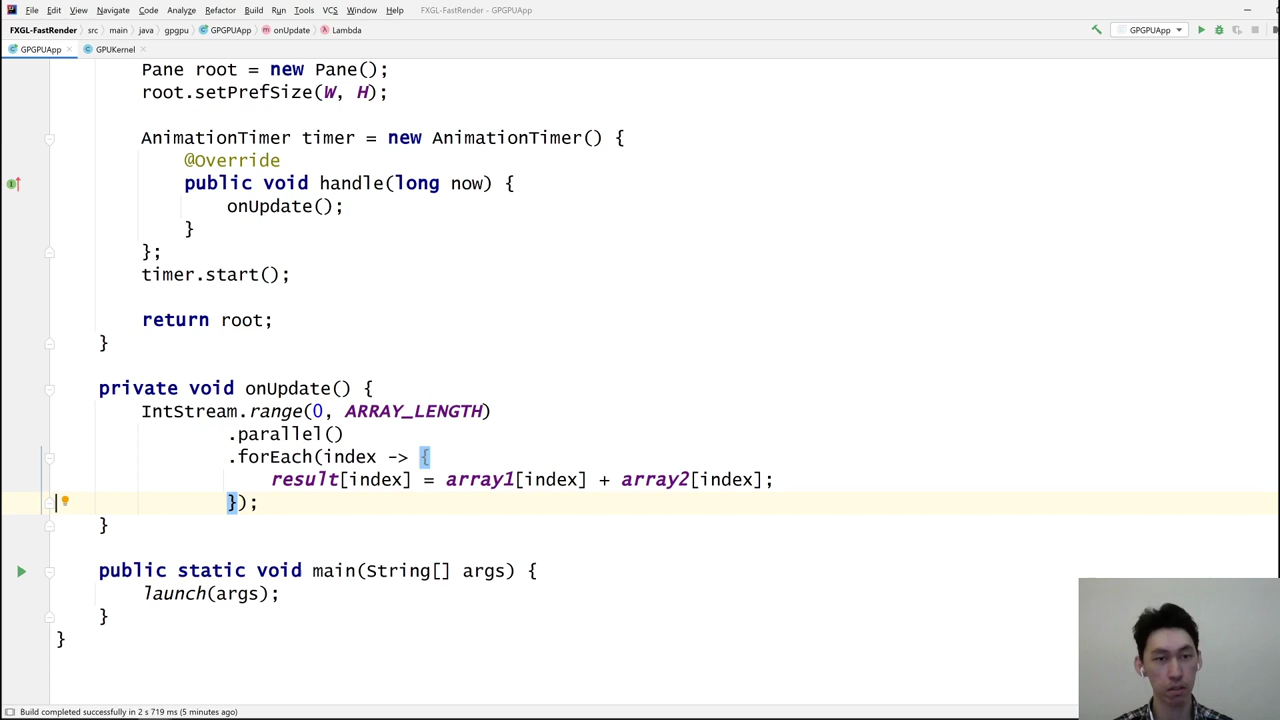 File Edit View Navigate Code Analyze Refactor Build Run Tools VCS Window Help FXGL-FastRender - GPGPUApp
FXGL-FastRender src main java gpgpu GPGPUApp onUpdate Lambda GPGPUApp
GPGPUApp GPUKernel
Pane root = new Pane();
root.setPrefSize(W, H);
AnimationTimer timer = new AnimationTimer() {
@Override
public void handle(long now) {
onUpdate();
}
};
timer.start();
return root;
}
private void onUpdate() {
IntStream.range(0, ARRAY_LENGTH)
.parallel()
.forEach(index -> {
result[index] = array1[index] + array2[index];
});
}
public static void main(String[] args) {
launch(args);
}
}
Build completed successfully in 2 s 719 ms (5 minutes ago)